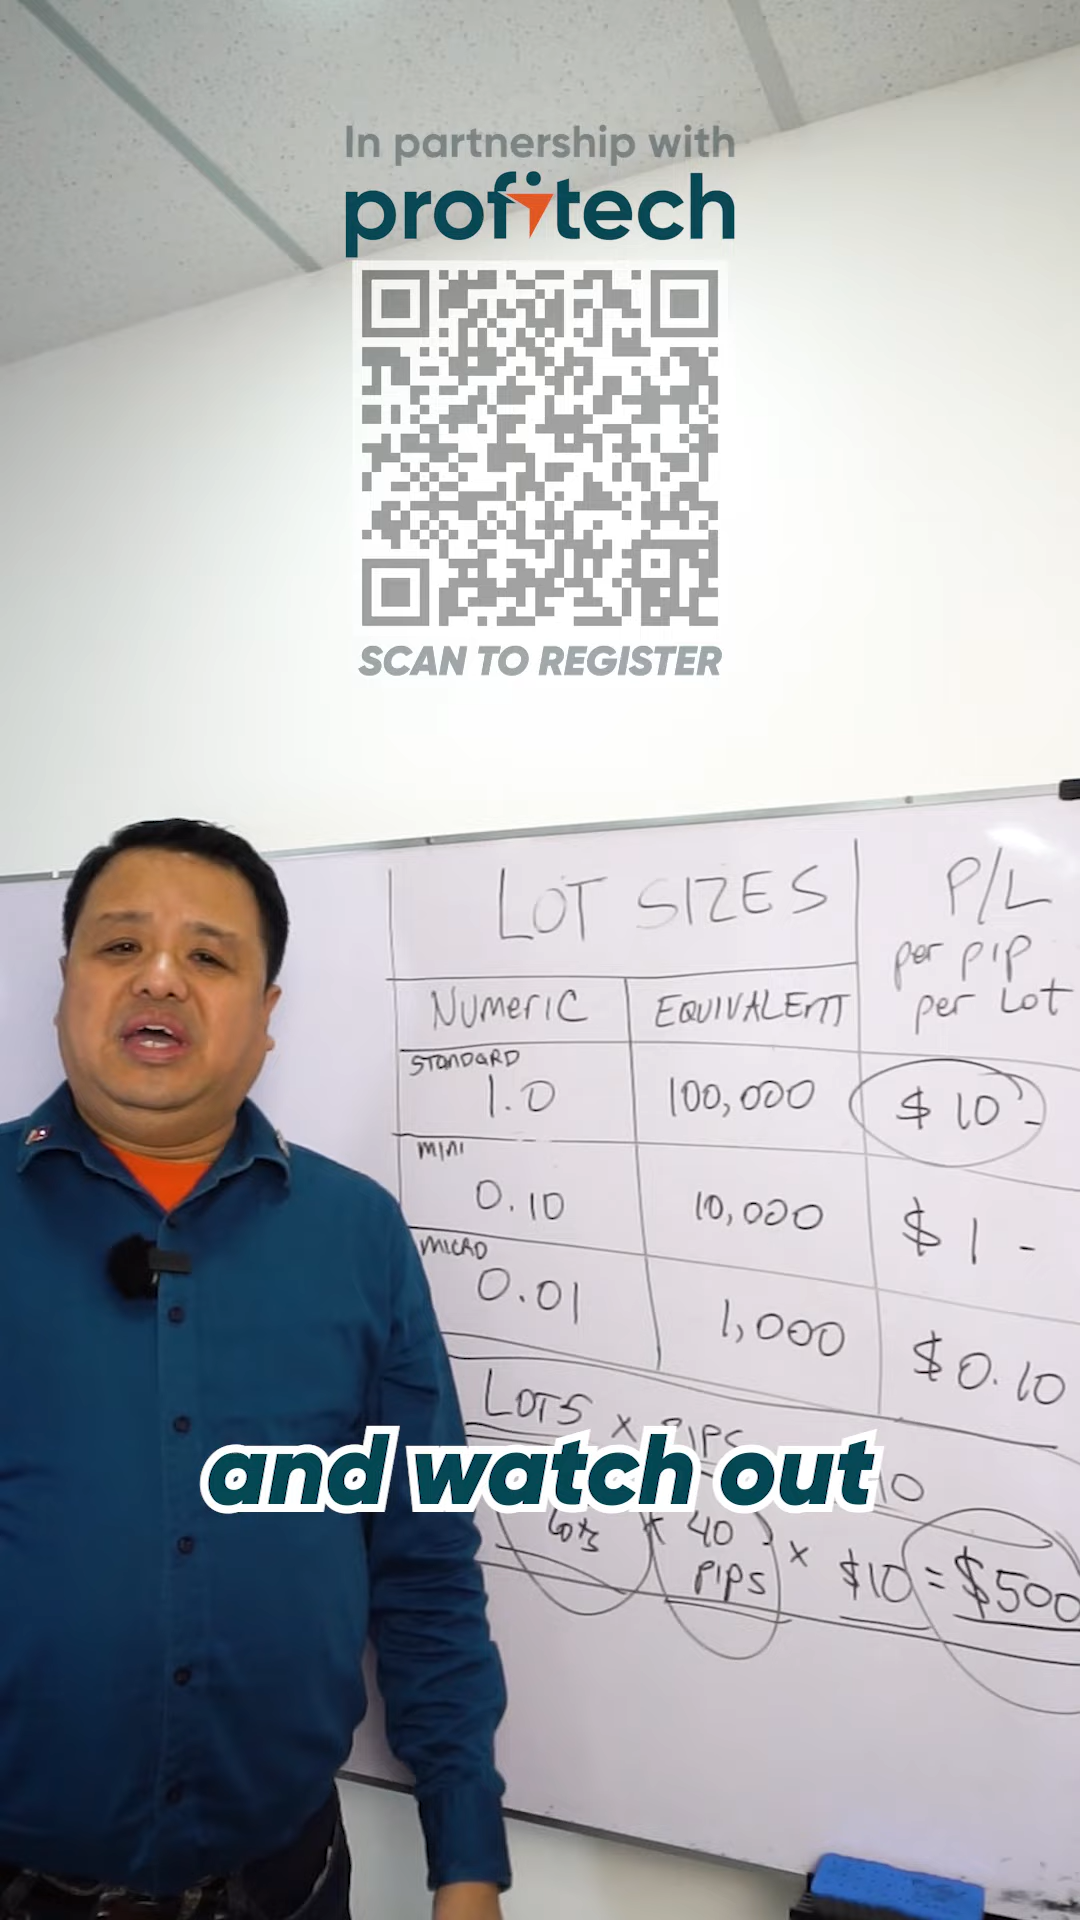 In partnership with
profitech
SCAN TO REGISTER
LOT SIZES
P/L
per pip
per Lot
NUMERIC
EQUIVALENT
STANDARD
1.0
100,000
$10-
MINI
0.10
10,000
$1-
MICRO
0.01
1,000
$0.10
LOTS x PIPS
10
and watch out
lots x 40 pips x $10 = $500